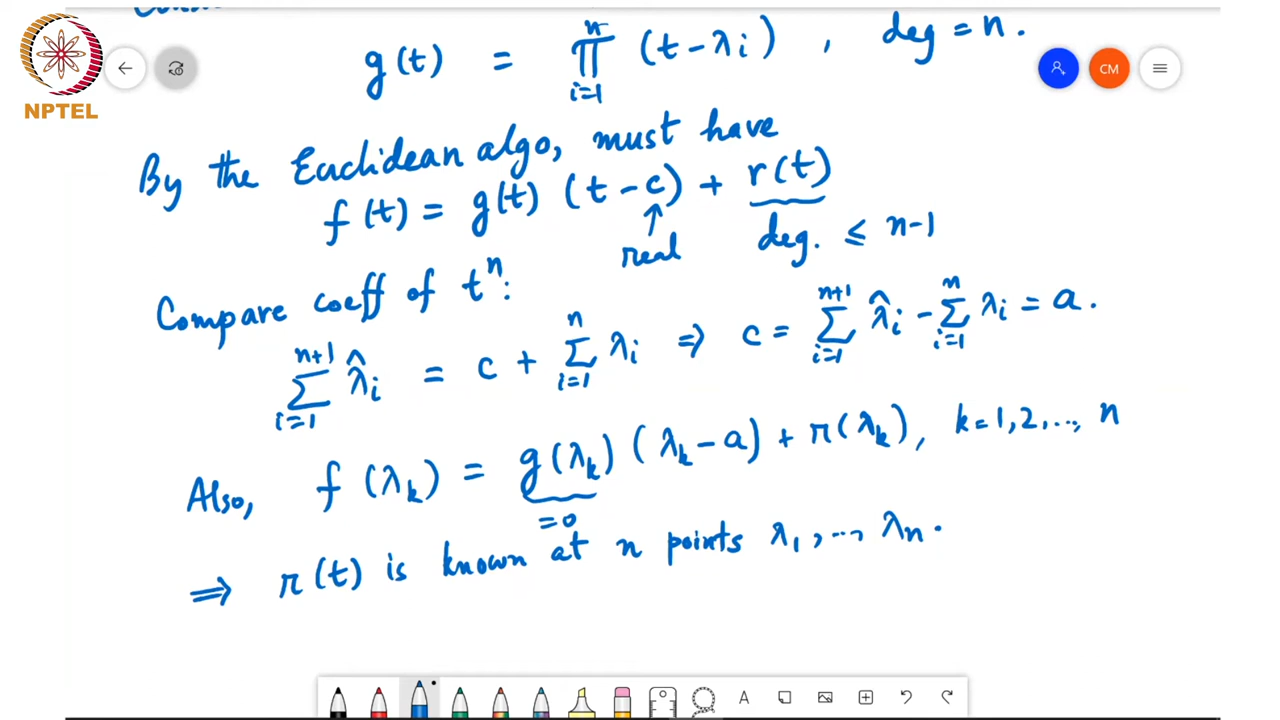 NPTEL
g(t) = ∏_{i=1}^{n} (t-λ_i) , deg = n.
CM
By the Euclidean algo, must have
f(t) = g(t) (t-c) + r(t)
↑
real deg. ≤ n-1
Compare coeff of t^n:
∑_{i=1}^{n+1} λ̂_i = c + ∑_{i=1}^{n} λ_i ⇒ c = ∑_{i=1}^{n+1} λ̂_i - ∑_{i=1}^{n} λ_i = a.
Also, f(λ_k) = g(λ_k) (λ_k-a) + r(λ_k), k=1,2,..., n
=0
⇒ r(t) is known at n points λ_1,..., λ_n.
A